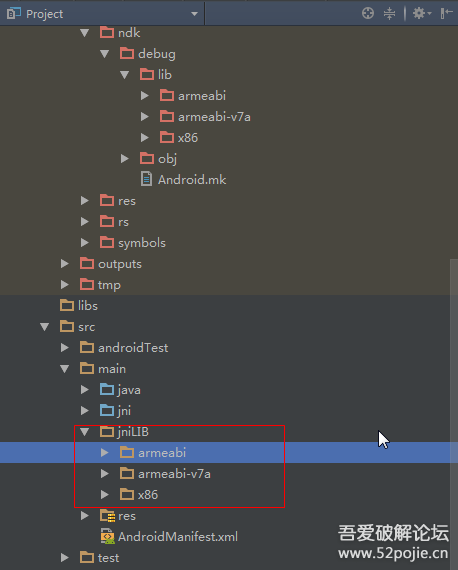 Project
ndk
debug
lib
armeabi
armeabi-v7a
x86
obj
Android.mk
res
rs
symbols
outputs
tmp
libs
src
androidTest
main
java
jni
jniLIB
armeabi
armeabi-v7a
x86
res
AndroidManifest.xml
test
吾爱破解论坛
www.52pojie.cn